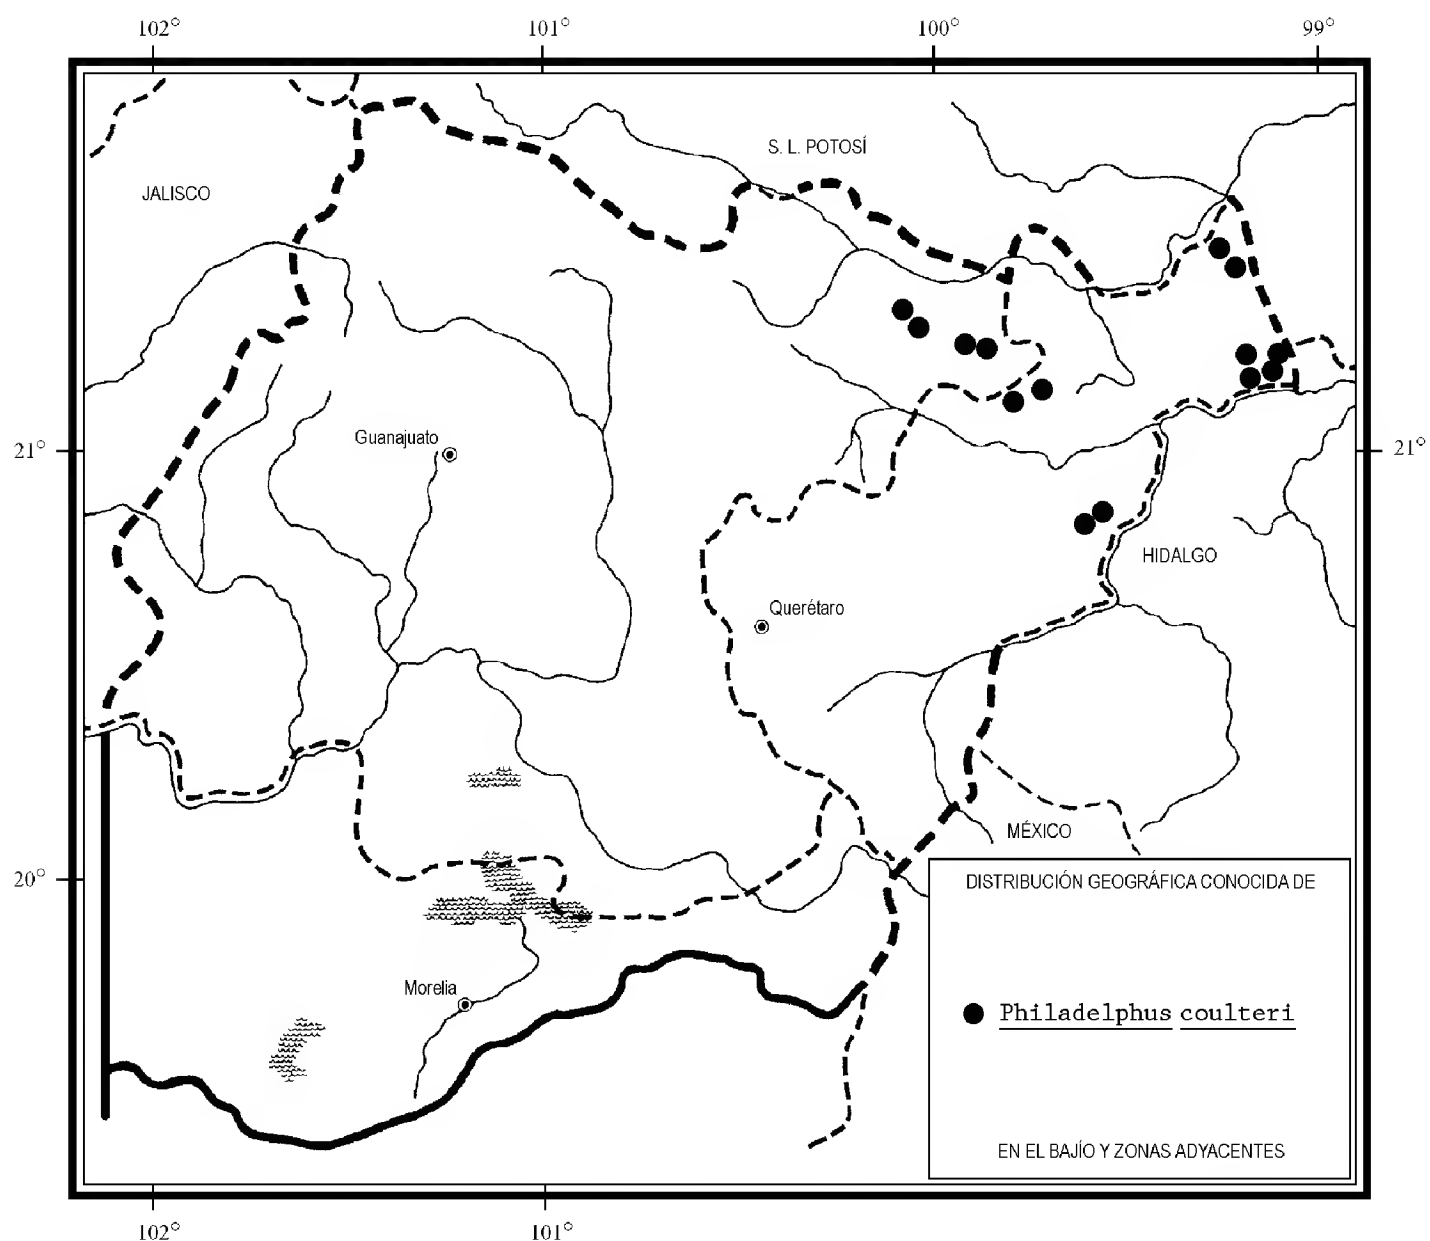 102° 101° 100° 99°
S. L. POTOSÍ
JALISCO
Guanajuato
21° 21°
HIDALGO
Querétaro
MÉXICO
20°
DISTRIBUCIÓN GEOGRÁFICA CONOCIDA DE
Morelia
Philadelphus coulteri
EN EL BAJÍO Y ZONAS ADYACENTES
102° 101°